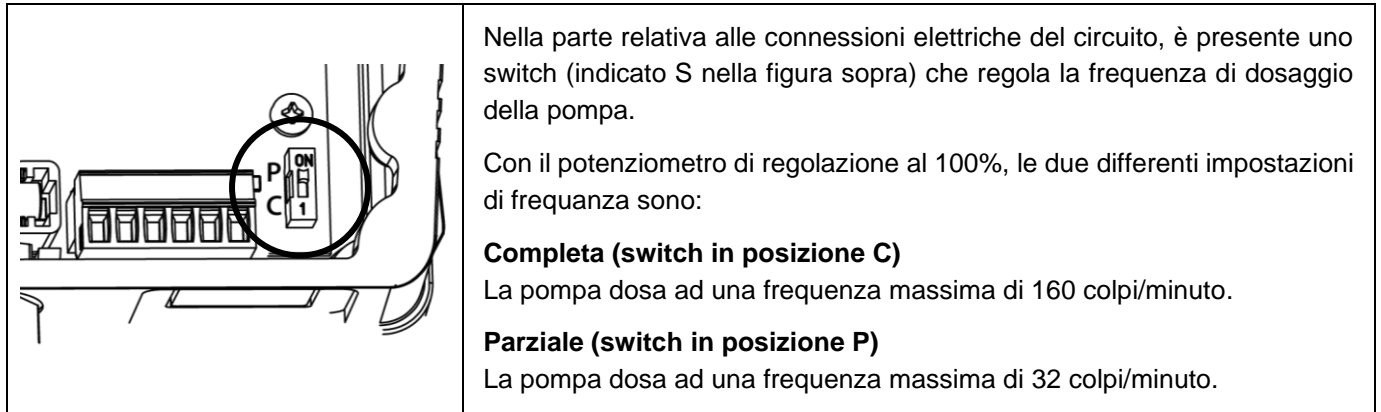 P
C
ON
1
Nella parte relativa alle connessioni elettriche del circuito, è presente uno
switch (indicato S nella figura sopra) che regola la frequenza di dosaggio
della pompa.
Con il potenziometro di regolazione al 100%, le due differenti impostazioni
di frequanza sono:
Completa (switch in posizione C)
La pompa dosa ad una frequenza massima di 160 colpi/minuto.
Parziale (switch in posizione P)
La pompa dosa ad una frequenza massima di 32 colpi/minuto.